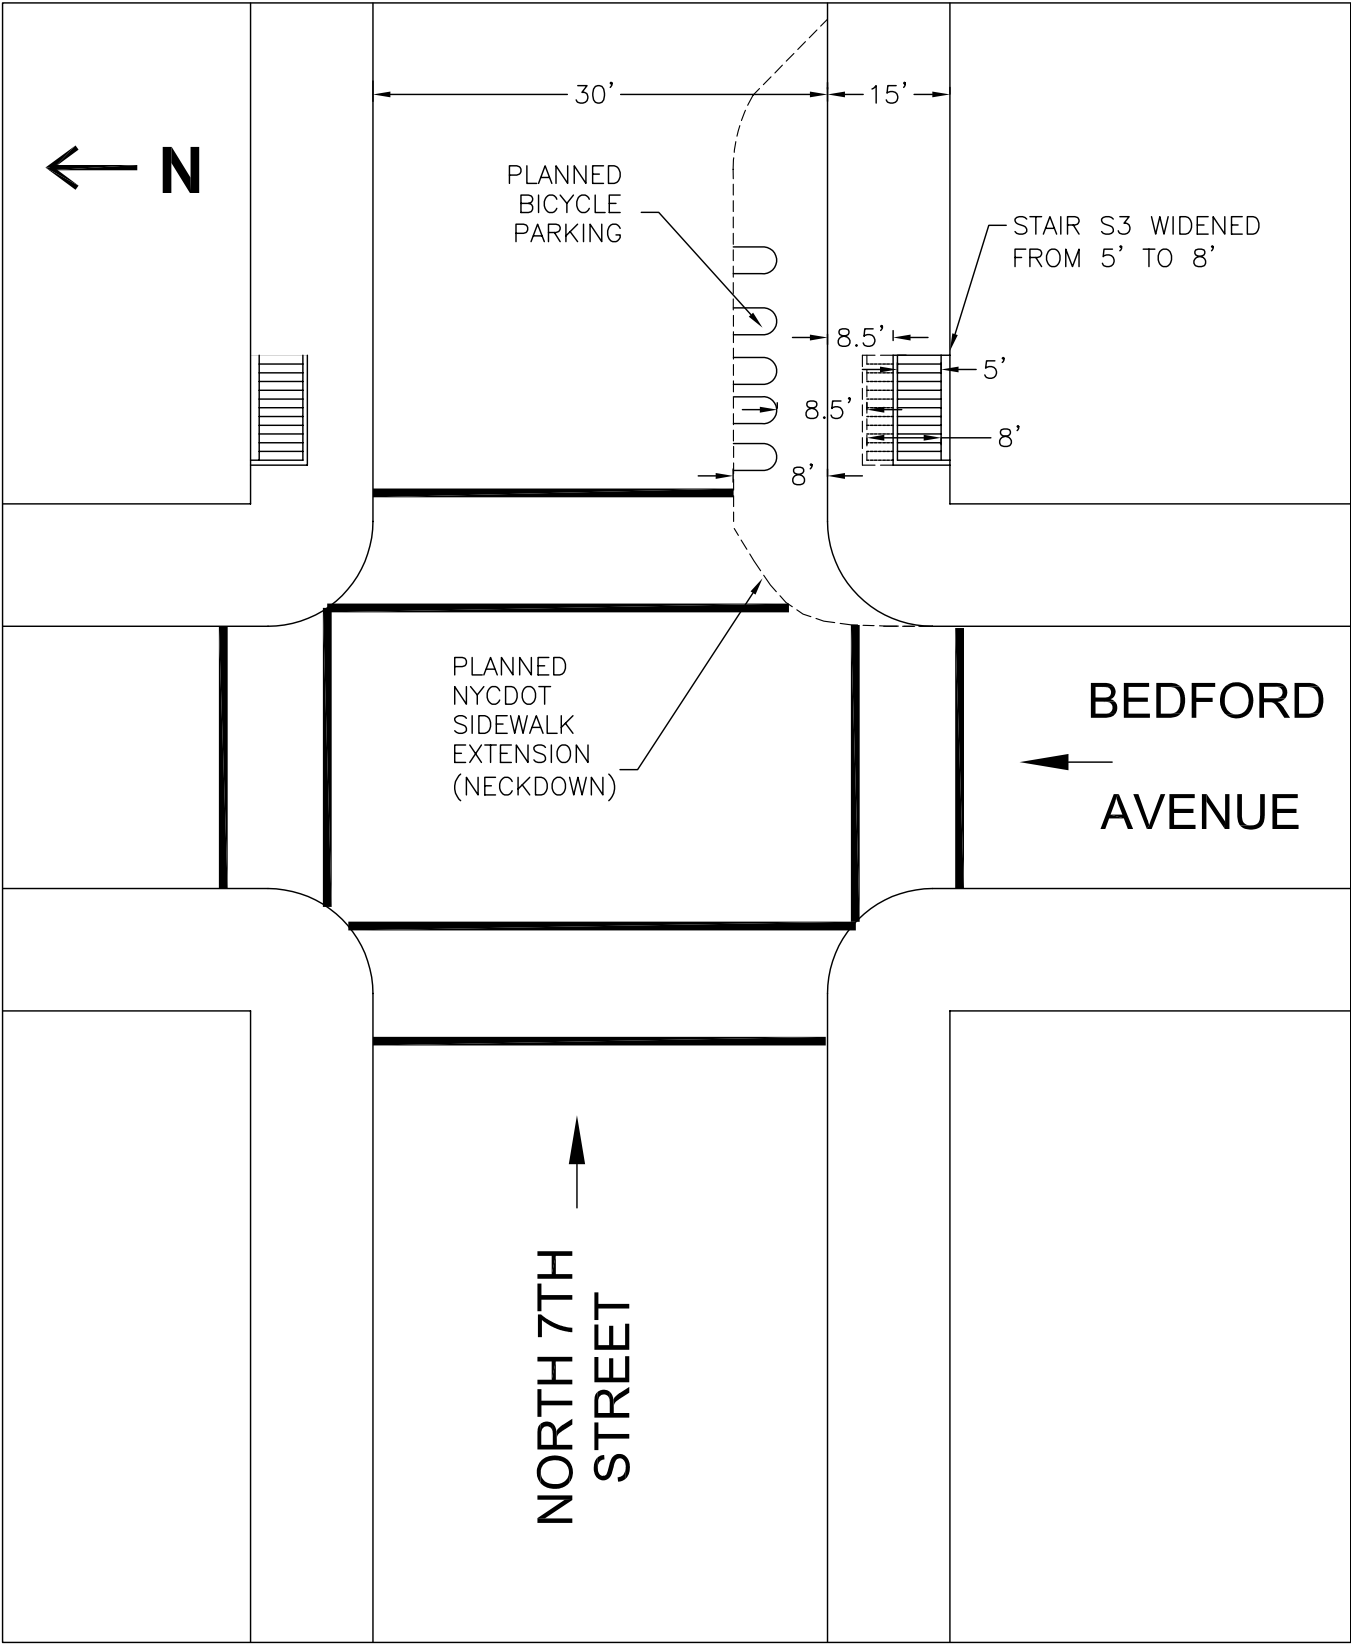 30' 15'
N
PLANNED
BICYCLE
PARKING
STAIR S3 WIDENED
FROM 5' TO 8'
8.5'
5'
8.5'
8'
8'
PLANNED
NYCDOT
SIDEWALK
EXTENSION
(NECKDOWN)
BEDFORD
AVENUE
NORTH 7TH
STREET